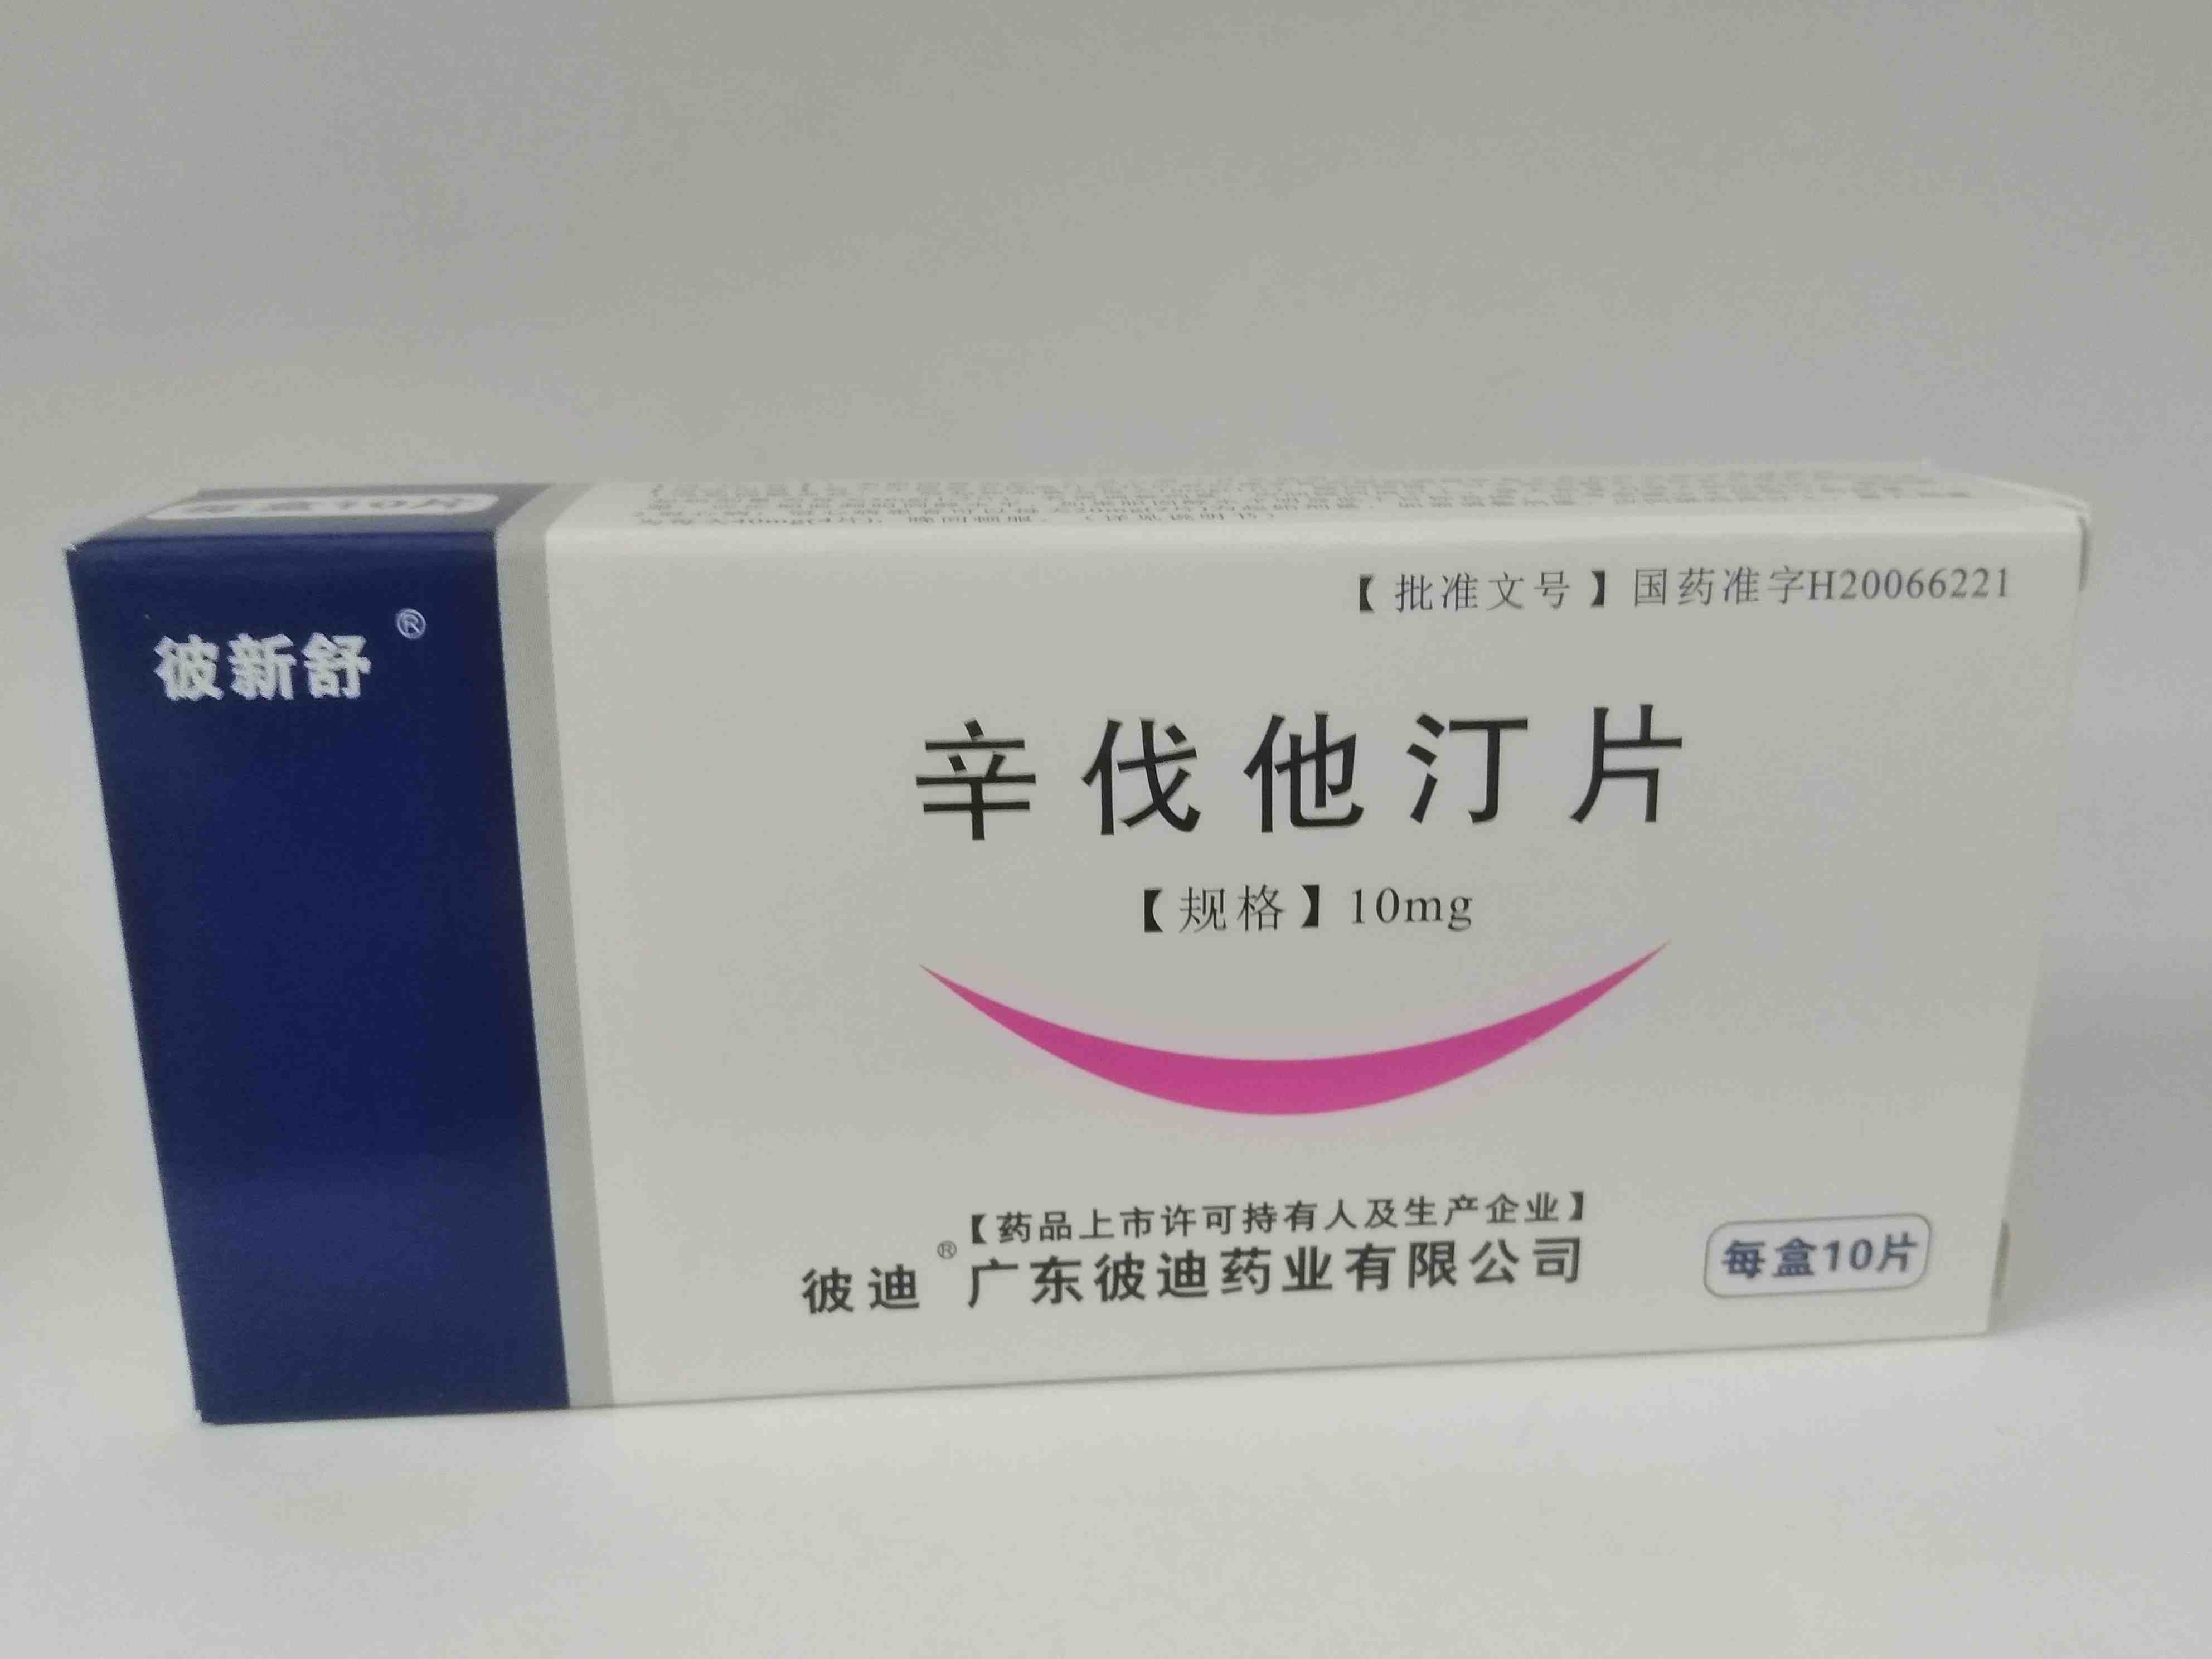 每盒10片
彼新舒®
【批准文号】国药准字H20066221
辛伐他汀片
【规格】10mg
【药品上市许可持有人及生产企业】
彼迪®广东彼迪药业有限公司
每盒10片